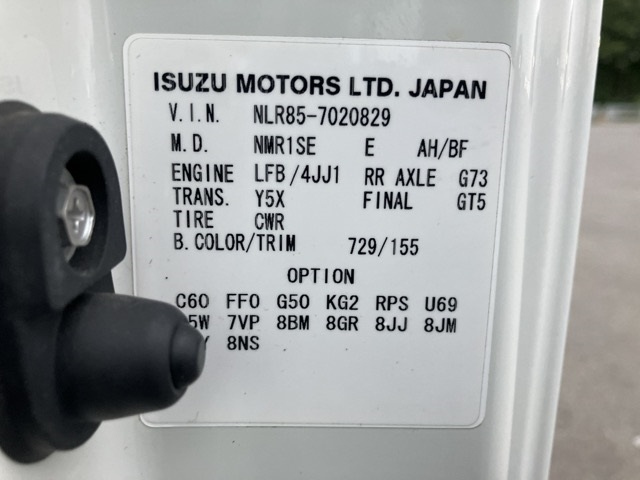 ISUZU MOTORS LTD. JAPAN
V.I.N. NLR85-7020829
M.D. NMR1SE E AH/BF
ENGINE LFB/4JJ1 RR AXLE G73
TRANS. Y5X FINAL GT5
TIRE CWR
B.COLOR/TRIM 729/155
OPTION
C60 FF0 G50 KG2 RPS U69
7VP 8BM 8GR 8JJ 8JM
8NS